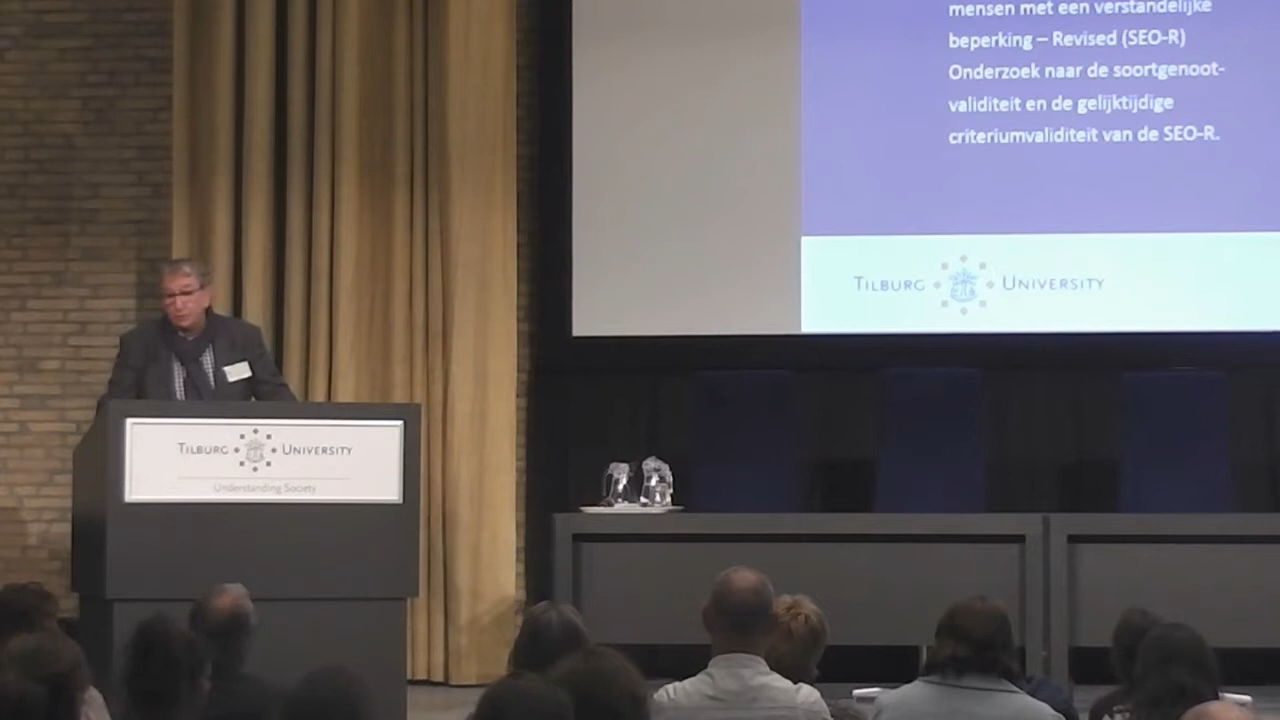 mensen met een verstandelijke
beperking – Revised (SEO-R)
Onderzoek naar de soortgenoot-
validiteit en de gelijktijdige
criteriumvaliditeit van de SEO-R.
TILBURG UNIVERSITY
TILBURG UNIVERSITY
Understanding Society